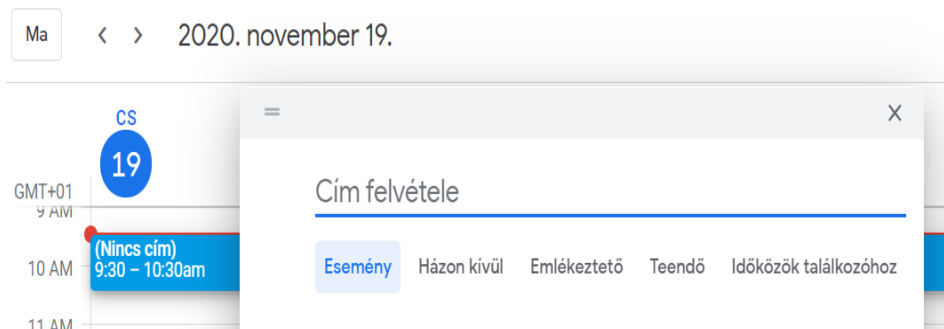 Ma < > 2020. november 19.
CS
19
GMT+01
9 AM
Cím felvétele
(Nincs cím)
9:30 – 10:30am
10 AM
Esemény Házon kívül Emlékeztető Teendő Időközök találkozóhoz
11 AM